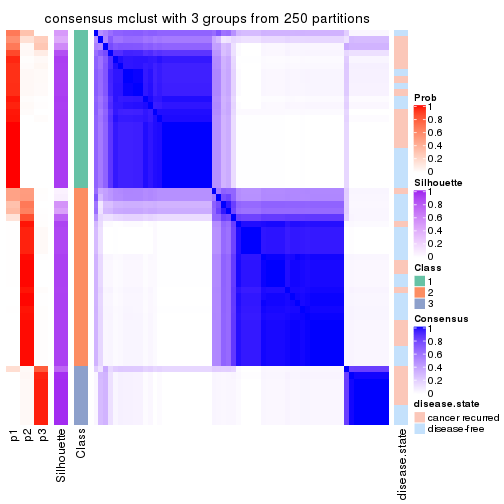 consensus mclust with 3 groups from 250 partitions
Prob
1
0.8
0.6
0.4
0.2
0
Silhouette
1
0.8
0.6
0.4
0.2
0
Class
1
2
3
Consensus
1
0.8
0.6
0.4
0.2
0
disease.state
cancer recurred
disease-free
p1
p2
p3
Silhouette
Class
disease.state